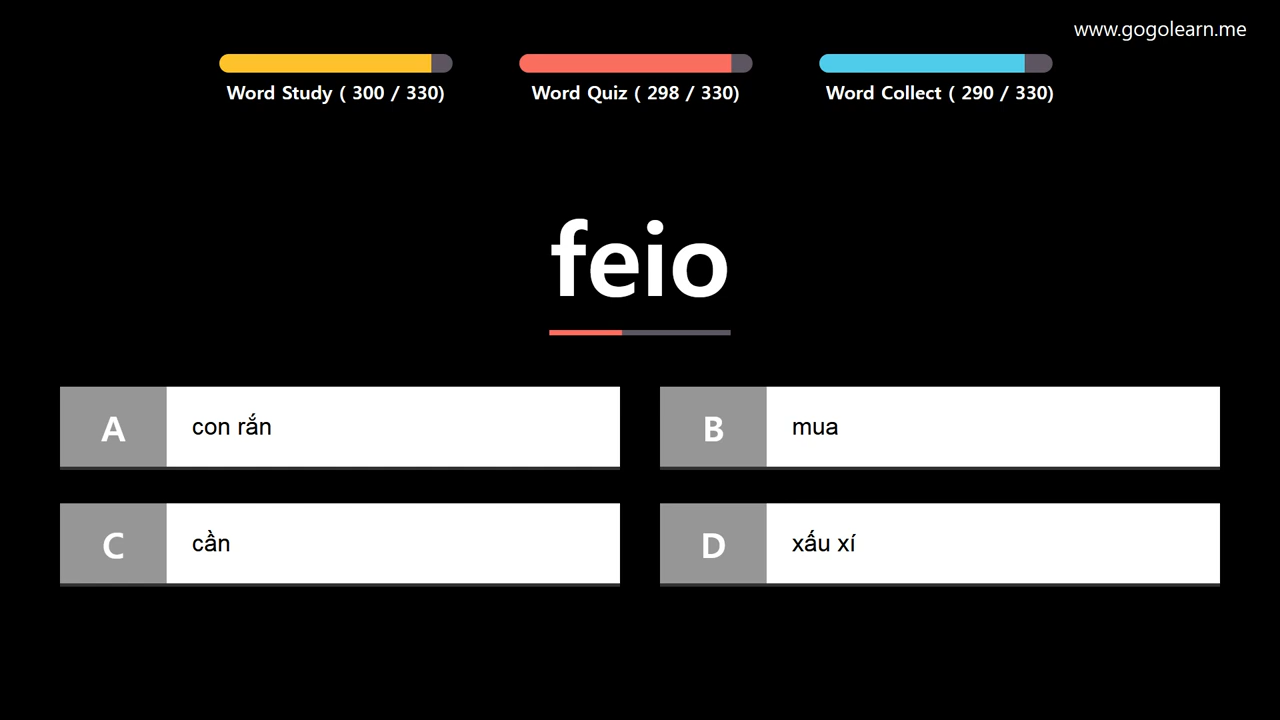 www.gogolearn.me
Word Study ( 300 / 330)
Word Quiz ( 298 / 330)
Word Collect ( 290 / 330)
feio
A con rắn
B mua
C cần
D xấu xí